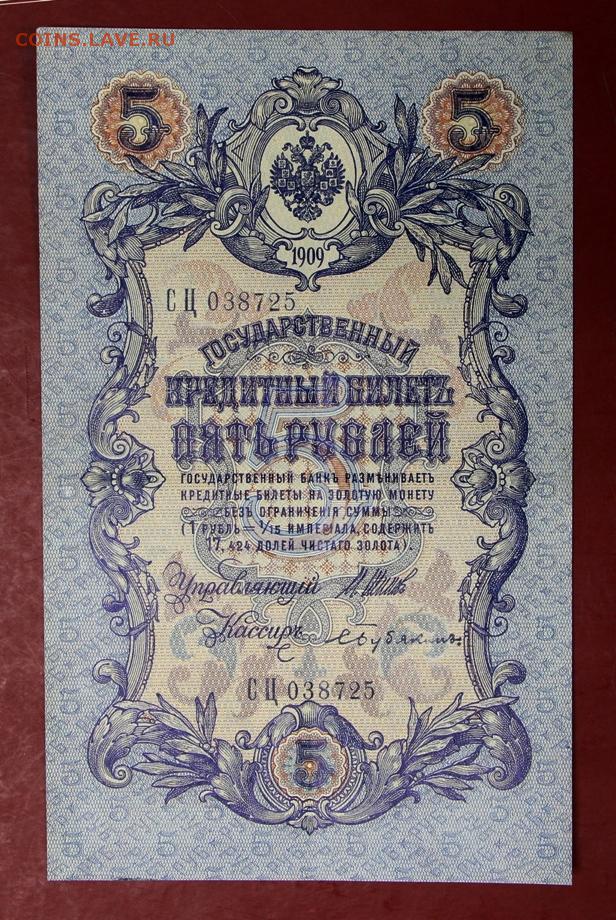 COINS.LAVE.RU
5 5
1909
СЦ 038725
ГОСУДАРСТВЕННЫЙ
КРЕДИТНЫЙ БИЛЕТЪ
ПЯТЬ РУБЛЕЙ
5
ГОСУДАРСТВЕННЫЙ БАНКЪ РАЗМѢНИВАЕТЪ
КРЕДИТНЫЕ БИЛЕТЫ НА ЗОЛОТУЮ МОНЕТУ
БЕЗЪ ОГРАНИЧЕНІЯ СУММЫ
(1 РУБЛЬ = 1/15 ИМПЕРІАЛА, СОДЕРЖИТЪ
17,424 ДОЛЕЙ ЧИСТАГО ЗОЛОТА).
Управляющій И. Шиповъ
Кассиръ
СЦ 038725
5